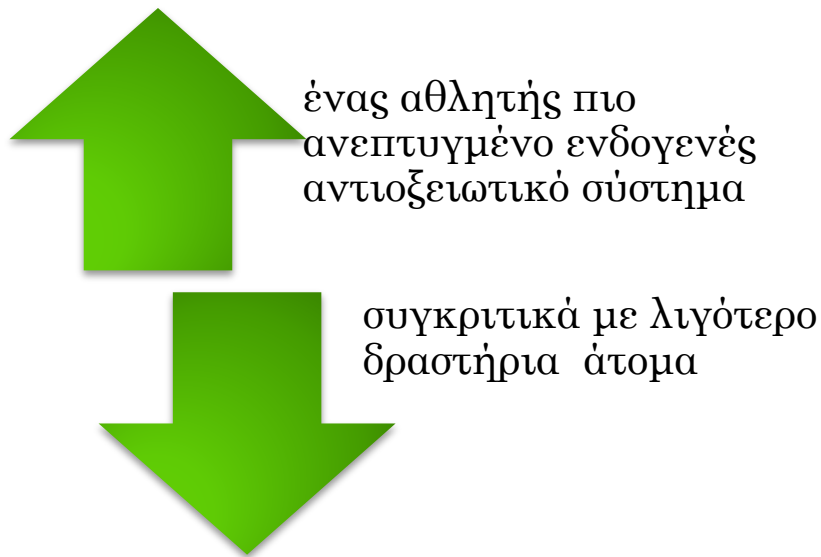 ένας αθλητής πιο
ανεπτυγμένο ενδογενές
αντιοξειωτικό σύστημα
συγκριτικά με λιγότερο
δραστήρια άτομα